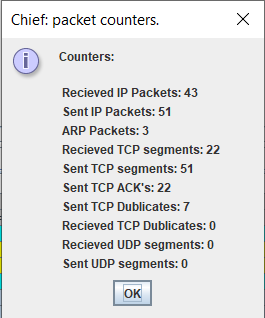 Chief: packet counters.
Counters:
Recieved IP Packets: 43
Sent IP Packets: 51
ARP Packets: 3
Recieved TCP segments: 22
Sent TCP segments: 51
Sent TCP ACK's: 22
Sent TCP Dublicates: 7
Recieved TCP Dublicates: 0
Recieved UDP segments: 0
Sent UDP segments: 0
OK